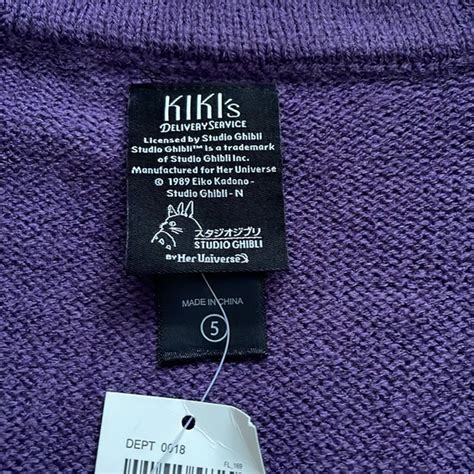 KIKI's
DELIVERY SERVICE
Licensed by Studio Ghibli
Studio Ghibli™ is a trademark
of Studio Ghibli Inc.
Manufactured for Her Universe
© 1989 Eiko Kadono -
Studio Ghibli - N
スタジオジブリ
STUDIO GHIBLI
BY Her Universe
MADE IN CHINA
5
DEPT 0018
FL,169